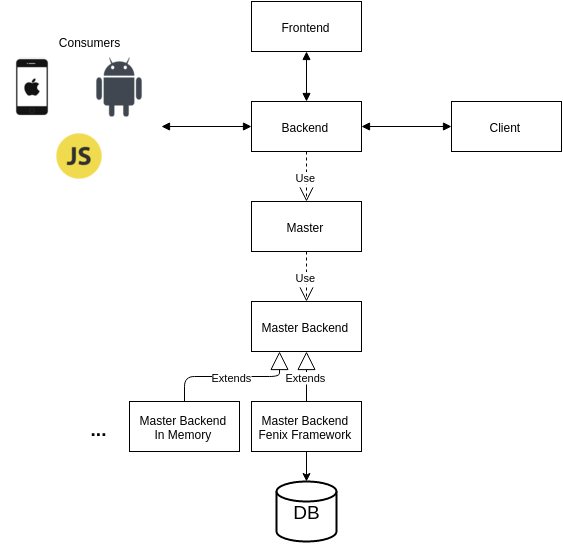 Frontend
Consumers
JS
Backend
Client
Use
Master
Use
Master Backend
Extends
Extends
...
Master Backend
In Memory
Master Backend
Fenix Framework
DB